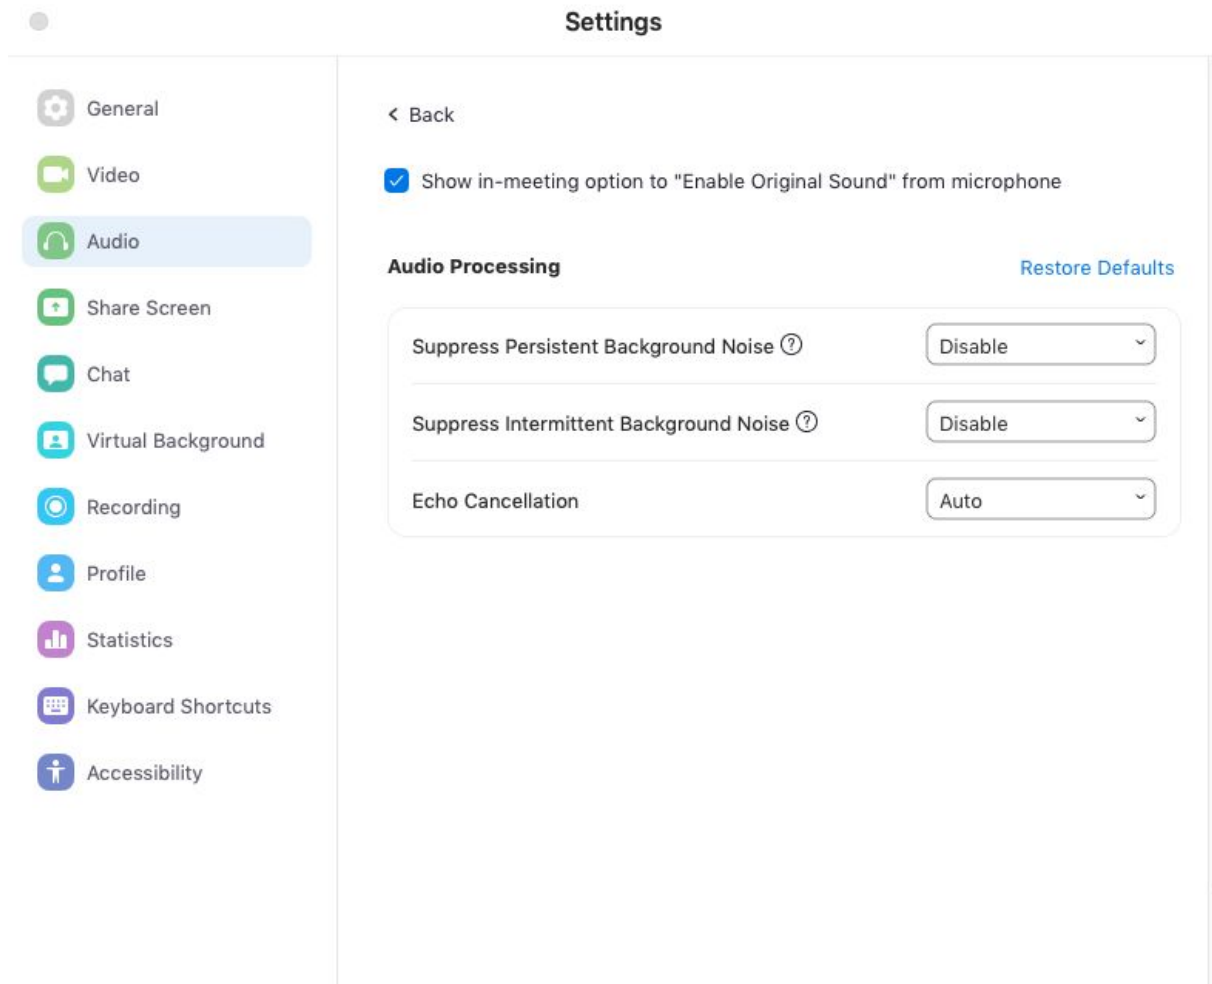 Settings
General
Video
Audio
Share Screen
Chat
Virtual Background
Recording
Profile
Statistics
Keyboard Shortcuts
Accessibility
Back
Show in-meeting option to "Enable Original Sound" from microphone
Audio Processing Restore Defaults
Suppress Persistent Background Noise ? Disable
Suppress Intermittent Background Noise ? Disable
Echo Cancellation Auto